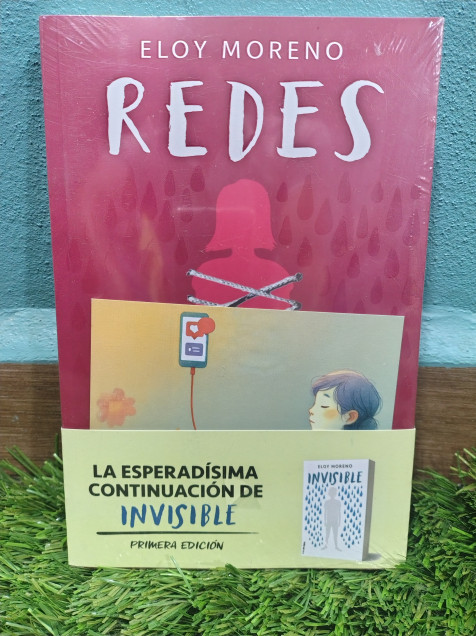 ELOY MORENO
REDES
LA ESPERADÍSIMA
CONTINUACIÓN DE
INVISIBLE
PRIMERA EDICIÓN
ELOY MORENO
INVISIBLE